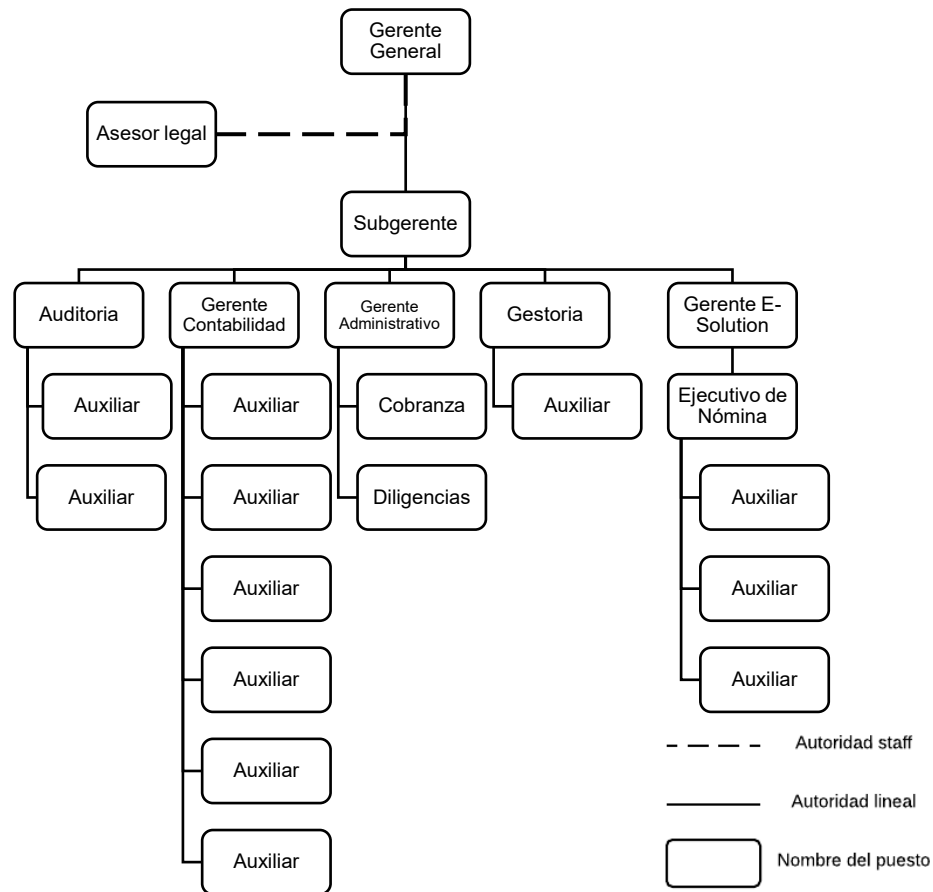 Gerente
General
Asesor legal
Subgerente
Auditoria
Gerente
Contabilidad
Gerente
Administrativo
Gestoria
Gerente E-
Solution
Auxiliar
Auxiliar
Cobranza
Auxiliar
Ejecutivo de
Nómina
Auxiliar
Auxiliar
Diligencias
Auxiliar
Auxiliar
Auxiliar
Auxiliar
Auxiliar
Auxiliar
Auxiliar
Autoridad staff
Autoridad lineal
Nombre del puesto